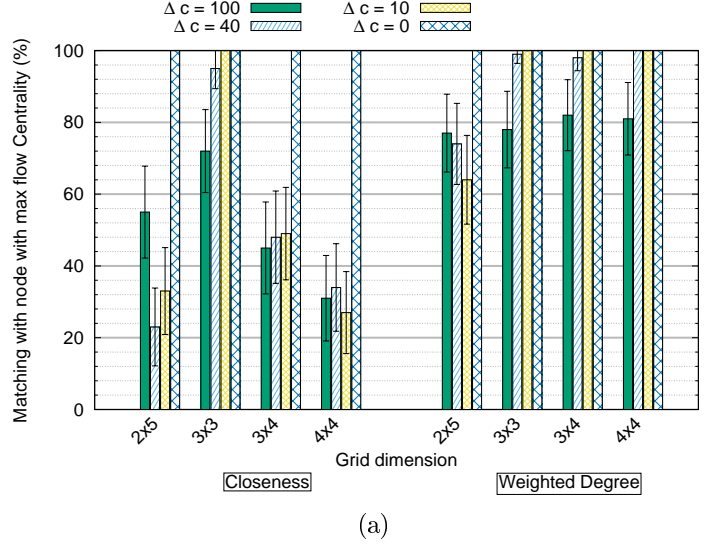 Δ c = 100
Δ c = 10
Δ c = 40
Δ c = 0
Matching with node with max flow Centrality (%)
100
80
60
40
20
0
2x5
3x3
3x4
4x4
2x5
3x3
3x4
4x4
Grid dimension
Closeness
Weighted Degree
(a)